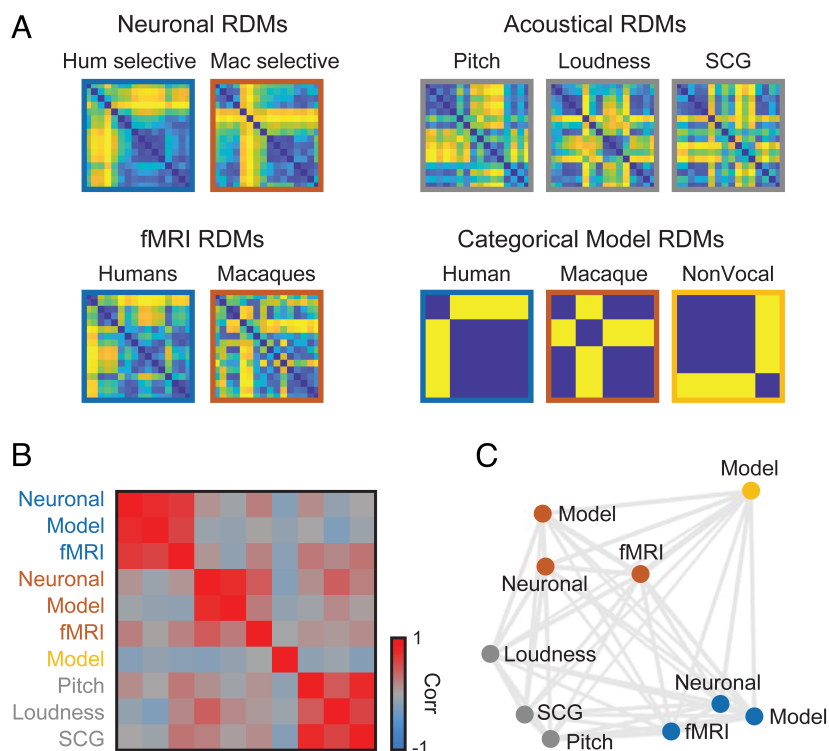 A
Neuronal RDMs
Hum selective
Mac selective
Acoustical RDMs
Pitch
Loudness
SCG
fMRI RDMs
Humans
Macaques
Categorical Model RDMs
Human
Macaque
NonVocal
B
Neuronal
Model
fMRI
Neuronal
Model
fMRI
Model
Pitch
Loudness
SCG
1
Corr
-1
C
Model
Model
fMRI
Neuronal
Loudness
Neuronal
SCG
Model
fMRI
Pitch